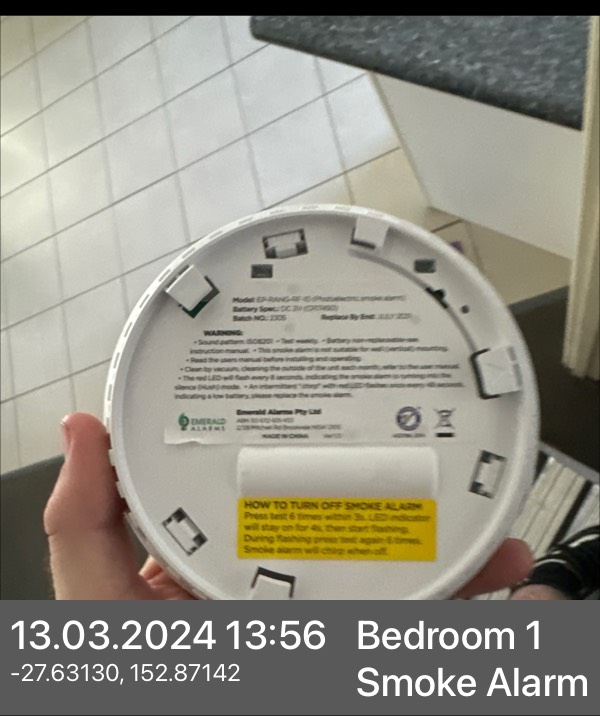 Model: EP-RANG-RF-10 (Photoelectric smoke alarm)
Battery Spec: DC 3V
Batch NO.: Replace By End: JULY
WARNING:
• Sound pattern: ISO8201 • Test weekly. • Battery non-replaceable-see
instruction manual. • This smoke alarm is not suitable for wall (vertical) mounting.
• Read the users manual before installing and operating.
• Clean by vacuum, cleaning the outside of the unit each month, refer to the user manual.
• The red LED will flash every 8 seconds, indicating the smoke alarm is running into the
silence (Hush) mode. • An intermittent "chirp" with red LED flashes once every 48 seconds
indicating a low battery, please replace the smoke alarm.
EMERALD
ALARMS
Emerald Alarms Pty Ltd
MADE IN CHINA
HOW TO TURN OFF SMOKE ALARM
Press test 6 times within 3s. LED indicator
will stay on for 4s, then start flashing.
During flashing press test again 6 times.
Smoke alarm will chirp when off.
13.03.2024 13:56
-27.63130, 152.87142
Bedroom 1
Smoke Alarm